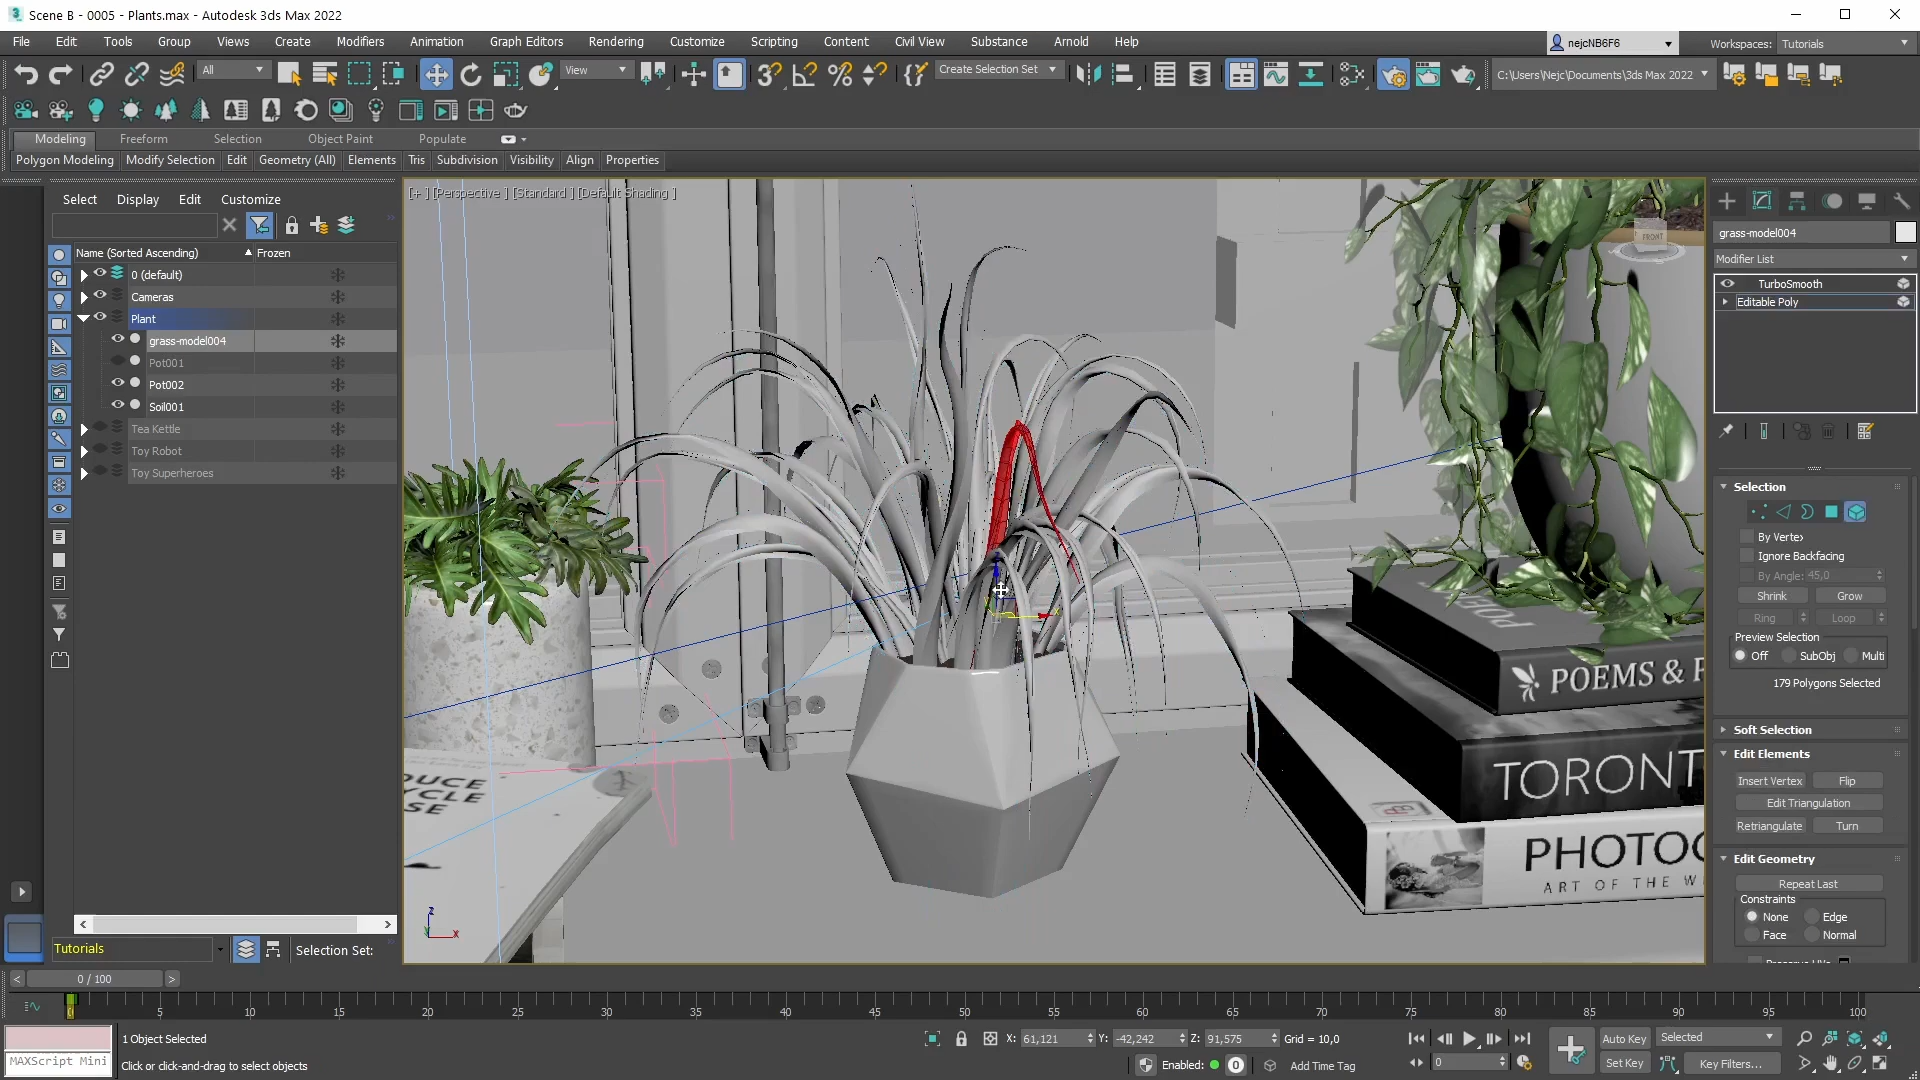 Scene B - 0005 - Plants.max - Autodesk 3ds Max 2022
File Edit Tools Group Views Create Modifiers Animation Graph Editors Rendering Customize Scripting Content Civil View Substance Arnold Help
nejcNB6F6 Workspaces: Tutorials
All View Create Selection Set C:\Users\Nejc\Documents\3ds Max 2022
Modeling Freeform Selection Object Paint Populate
Polygon Modeling Modify Selection Edit Geometry (All) Elements Tris Subdivision Visibility Align Properties
Select Display Edit Customize
Name (Sorted Ascending) Frozen
0 (default)
Cameras
Plant
grass-model004
Pot001
Pot002
Soil001
Tea Kettle
Toy Robot
Toy Superheroes
Tutorials Selection Set:
[+ ] [Perspective ] [Standard ] [Default Shading ]
FRONT
POEMS
POEMS &
TORONT
PHOTO
ART OF THE W
DUCE
CYCLE
SE
Z
X
grass-model004
Modifier List
TurboSmooth
Editable Poly
Selection
By Vertex
Ignore Backfacing
By Angle: 45,0
Shrink Grow
Ring Loop
Preview Selection
Off SubObj Multi
179 Polygons Selected
Soft Selection
Edit Elements
Insert Vertex Flip
Edit Triangulation
Retriangulate Turn
Edit Geometry
Repeat Last
Constraints
None Edge
Face Normal
Preserve UVs
< 0 / 100 >
0 5 10 15 20 25 30 35 40 45 50 55 60 65 70 75 80 85 90 95 100
1 Object Selected
X: 61,121 Y: -42,242 Z: 91,575 Grid = 10,0
Auto Key Selected
MAXScript Mini
Click or click-and-drag to select objects
Enabled: 0 Add Time Tag
0
Set Key Key Filters...